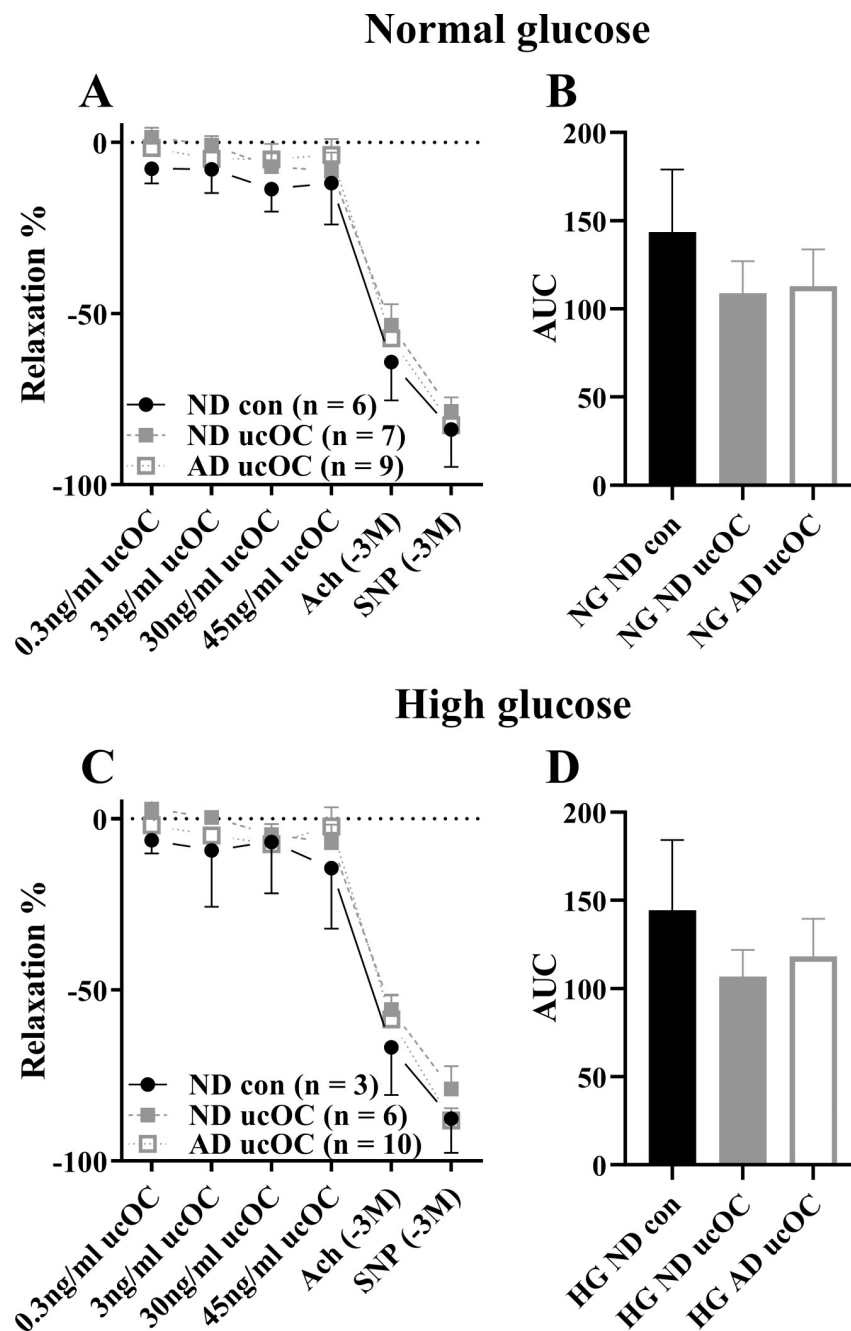 Normal glucose
A
B
0
-50
-100
Relaxation %
ND con (n = 6)
ND ucOC (n = 7)
AD ucOC (n = 9)
0.3ng/ml ucOC
3ng/ml ucOC
30ng/ml ucOC
45ng/ml ucOC
Ach (-3M)
SNP (-3M)
200
150
100
50
0
AUC
NG ND con
NG ND ucOC
NG AD ucOC
High glucose
C
D
0
-50
-100
Relaxation %
ND con (n = 3)
ND ucOC (n = 6)
AD ucOC (n = 10)
0.3ng/ml ucOC
3ng/ml ucOC
30ng/ml ucOC
45ng/ml ucOC
Ach (-3M)
SNP (-3M)
200
150
100
50
0
AUC
HG ND con
HG ND ucOC
HG AD ucOC